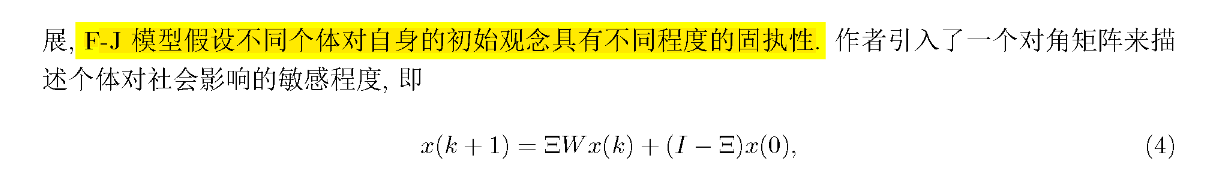 展, F-J 模型假设不同个体对自身的初始观念具有不同程度的固执性. 作者引入了一个对角矩阵来描
述个体对社会影响的敏感程度, 即
x(k + 1) = ΞWx(k) + (I − Ξ)x(0), (4)